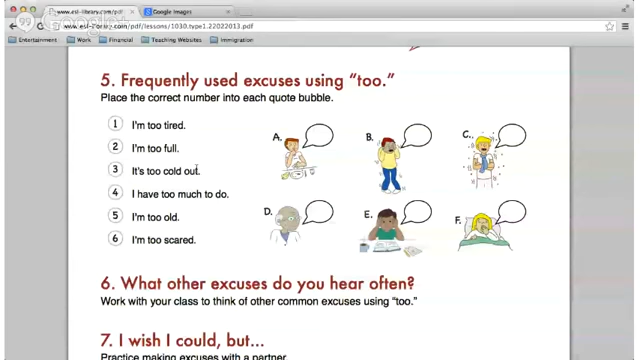 www.esl-library.com/pdf
Google Images
Google+
99
www.esl-library.com/pdf/lessons/1030.type1.22022013.pdf
Entertainment Work Financial Teaching Websites Immigration
5. Frequently used excuses using “too.”
Place the correct number into each quote bubble.
1 I'm too tired.
2 I'm too full.
3 It's too cold out.
4 I have too much to do.
5 I'm too old.
6 I'm too scared.
A. B. C.
D. E. F.
6. What other excuses do you hear often?
Work with your class to think of other common excuses using “too.”
7. I wish I could, but...
Practice making excuses with a partner.